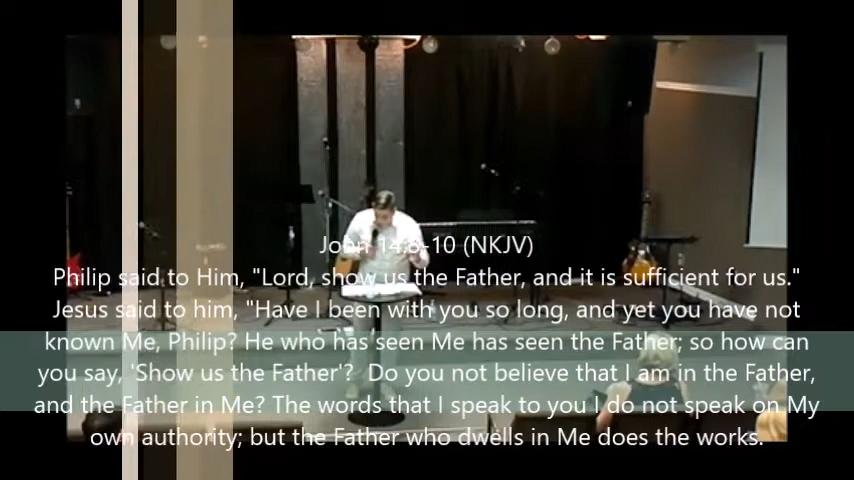 John 14:8-10 (NKJV)
Philip said to Him, "Lord, show us the Father, and it is sufficient for us."
Jesus said to him, "Have I been with you so long, and yet you have not
known Me, Philip? He who has seen Me has seen the Father; so how can
you say, 'Show us the Father'?  Do you not believe that I am in the Father,
and the Father in Me? The words that I speak to you I do not speak on My
own authority; but the Father who dwells in Me does the works.